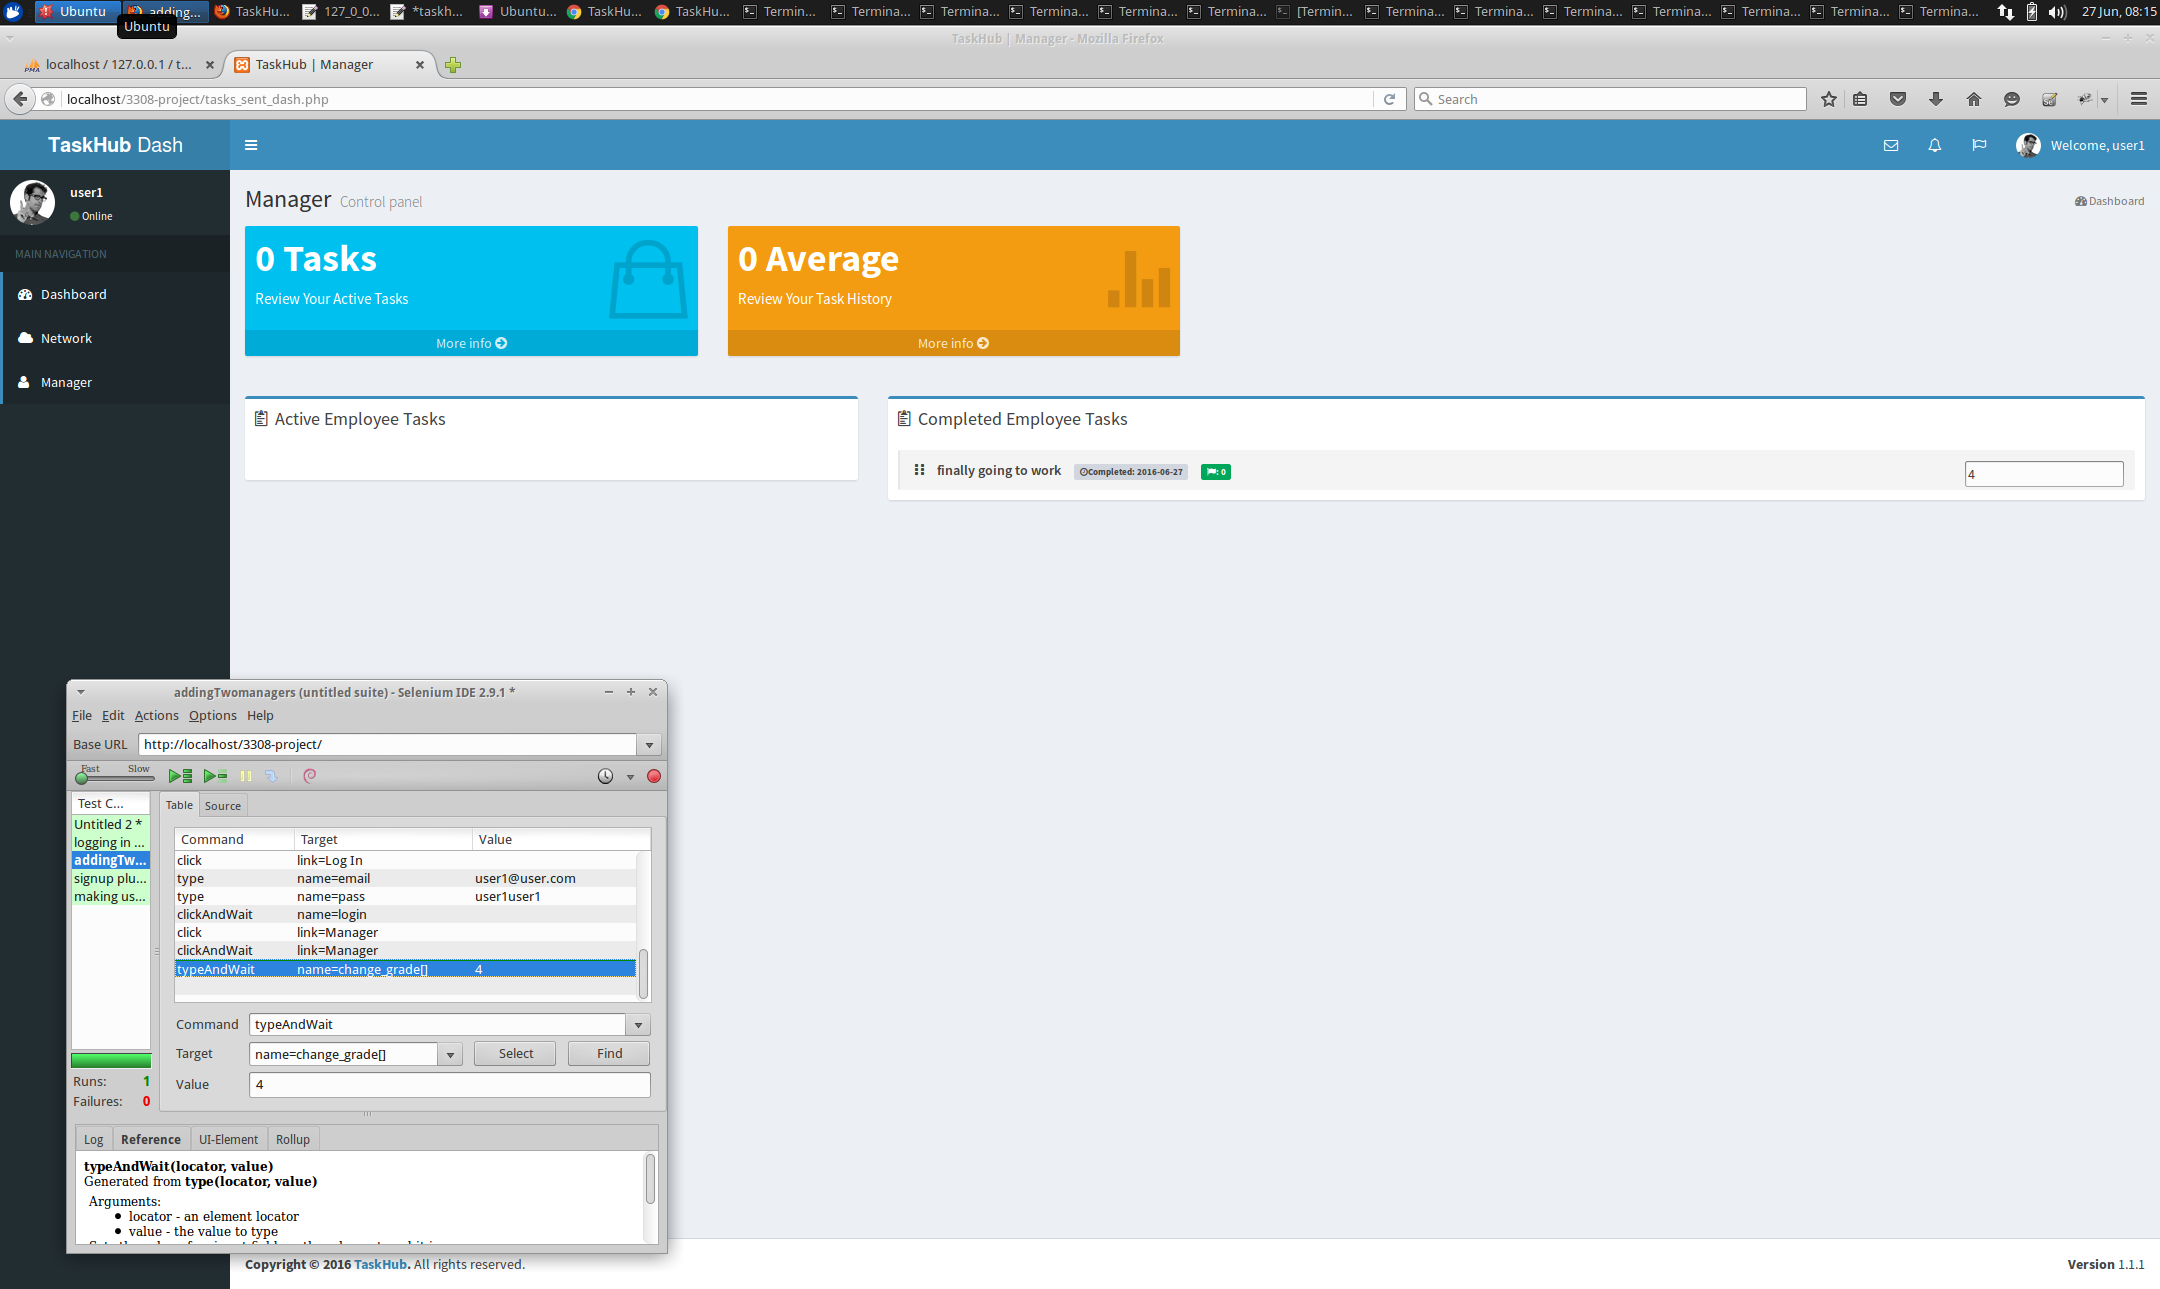 Ubuntu adding... TaskHu... 127_0_0... *taskh... Ubuntu... TaskHu... TaskHu... Termin... Termina... Termina... Termina... Termina... Termina... [Termin... Termina... Termina... Termina... Termina... Termina... Termina... Termina... 27 Jun, 08:15
Ubuntu
TaskHub | Manager - Mozilla Firefox
localhost / 127.0.0.1 / t... TaskHub | Manager
localhost/3308-project/tasks_sent_dash.php Search
TaskHub Dash Welcome, user1
user1
Online
MAIN NAVIGATION
Dashboard
Network
Manager
Manager Control panel Dashboard
0 Tasks
Review Your Active Tasks
More info
0 Average
Review Your Task History
More info
Active Employee Tasks
Completed Employee Tasks
finally going to work Completed: 2016-06-27 : 0 4
addingTwomanagers (untitled suite) - Selenium IDE 2.9.1 *
File Edit Actions Options Help
Base URL http://localhost/3308-project/
Fast Slow
Test C...
Untitled 2 *
logging in ...
addingTw...
signup plu...
making us...
Runs: 1
Failures: 0
Table Source
Command Target Value
click link=Log In
type name=email user1@user.com
type name=pass user1user1
clickAndWait name=login
click link=Manager
clickAndWait link=Manager
typeAndWait name=change_grade[] 4
Command typeAndWait
Target name=change_grade[] Select Find
Value 4
Log Reference UI-Element Rollup
typeAndWait(locator, value)
Generated from type(locator, value)
Arguments:
• locator - an element locator
• value - the value to type
Copyright © 2016 TaskHub. All rights reserved. Version 1.1.1